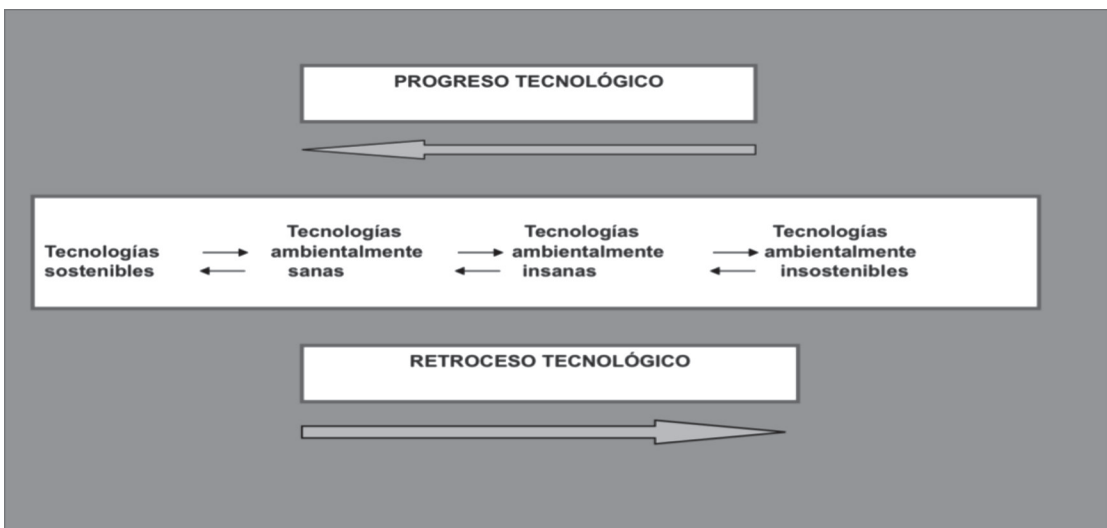 PROGRESO TECNOLÓGICO
Tecnologías
sostenibles
Tecnologías
ambientalmente
sanas
Tecnologías
ambientalmente
insanas
Tecnologías
ambientalmente
insostenibles
RETROCESO TECNOLÓGICO